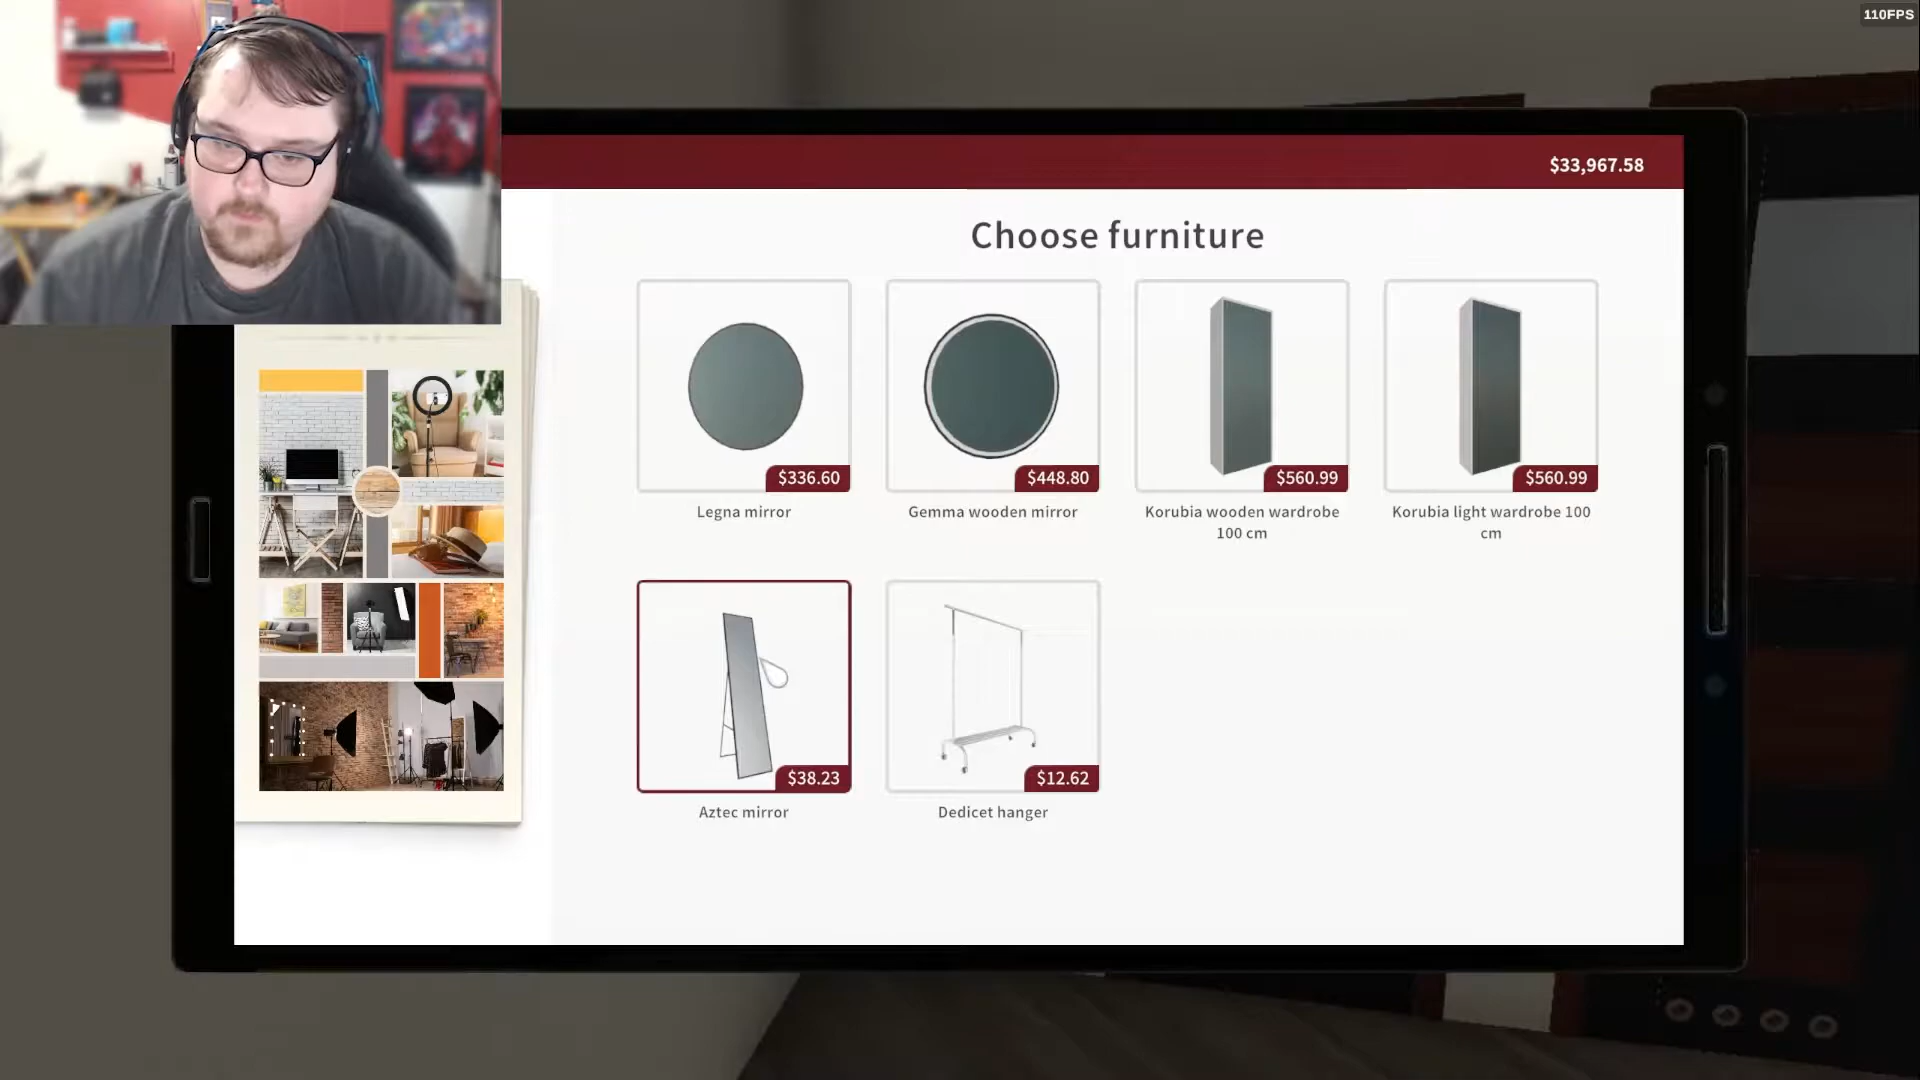 110FPS
$33,967.58
Choose furniture
$336.60
$448.80
$560.99
$560.99
Legna mirror
Gemma wooden mirror
Korubia wooden wardrobe
100 cm
Korubia light wardrobe 100
cm
$38.23
$12.62
Aztec mirror
Dedicet hanger